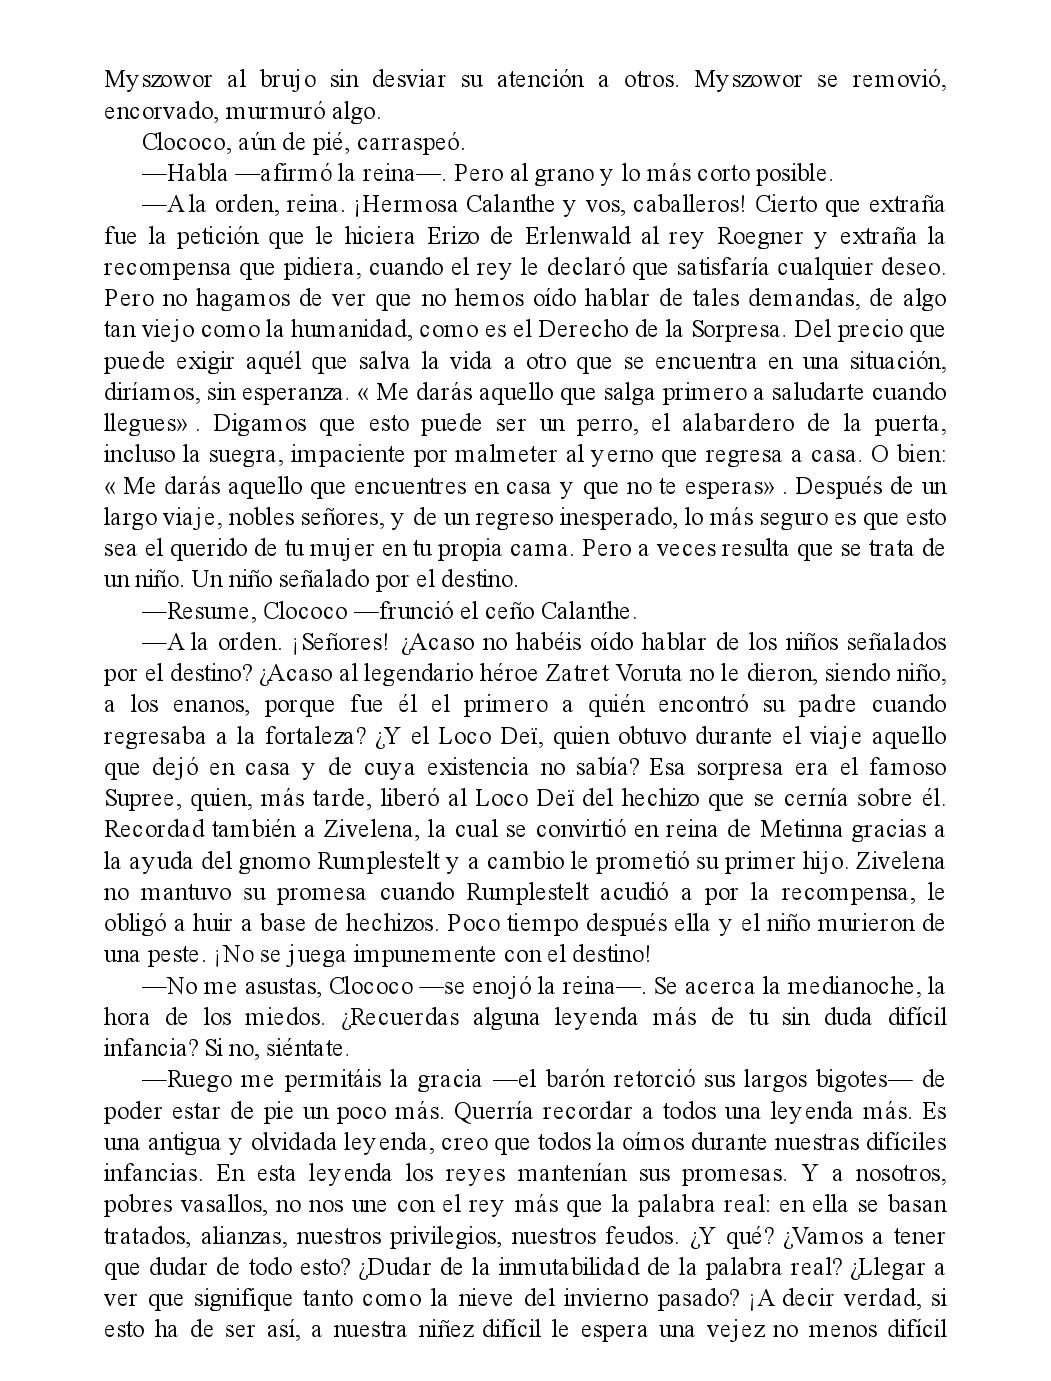 Myszowor al brujo sin desviar su atención a otros. Myszowor se removió,
encorvado, murmuró algo.
Clococo, aún de pié, carraspeó.
—Habla —afirmó la reina—. Pero al grano y lo más corto posible.
—A la orden, reina. ¡Hermosa Calanthe y vos, caballeros! Cierto que extraña
fue la petición que le hiciera Erizo de Erlenwald al rey Roegner y extraña la
recompensa que pidiera, cuando el rey le declaró que satisfaría cualquier deseo.
Pero no hagamos de ver que no hemos oído hablar de tales demandas, de algo
tan viejo como la humanidad, como es el Derecho de la Sorpresa. Del precio que
puede exigir aquél que salva la vida a otro que se encuentra en una situación,
diríamos, sin esperanza. « Me darás aquello que salga primero a saludarte cuando
llegues» . Digamos que esto puede ser un perro, el alabardero de la puerta,
incluso la suegra, impaciente por malmeter al yerno que regresa a casa. O bien:
« Me darás aquello que encuentres en casa y que no te esperas» . Después de un
largo viaje, nobles señores, y de un regreso inesperado, lo más seguro es que esto
sea el querido de tu mujer en tu propia cama. Pero a veces resulta que se trata de
un niño. Un niño señalado por el destino.
—Resume, Clococo —frunció el ceño Calanthe.
—A la orden. ¡Señores! ¿Acaso no habéis oído hablar de los niños señalados
por el destino? ¿Acaso al legendario héroe Zatret Voruta no le dieron, siendo niño,
a los enanos, porque fue él el primero a quién encontró su padre cuando
regresaba a la fortaleza? ¿Y el Loco Deï, quien obtuvo durante el viaje aquello
que dejó en casa y de cuya existencia no sabía? Esa sorpresa era el famoso
Supree, quien, más tarde, liberó al Loco Deï del hechizo que se cernía sobre él.
Recordad también a Zivelena, la cual se convirtió en reina de Metinna gracias a
la ayuda del gnomo Rumplestelt y a cambio le prometió su primer hijo. Zivelena
no mantuvo su promesa cuando Rumplestelt acudió a por la recompensa, le
obligó a huir a base de hechizos. Poco tiempo después ella y el niño murieron de
una peste. ¡No se juega impunemente con el destino!
—No me asustas, Clococo —se enojó la reina—. Se acerca la medianoche, la
hora de los miedos. ¿Recuerdas alguna leyenda más de tu sin duda difícil
infancia? Si no, siéntate.
—Ruego me permitáis la gracia —el barón retorció sus largos bigotes— de
poder estar de pie un poco más. Querría recordar a todos una leyenda más. Es
una antigua y olvidada leyenda, creo que todos la oímos durante nuestras difíciles
infancias. En esta leyenda los reyes mantenían sus promesas. Y a nosotros,
pobres vasallos, no nos une con el rey más que la palabra real: en ella se basan
tratados, alianzas, nuestros privilegios, nuestros feudos. ¿Y qué? ¿Vamos a tener
que dudar de todo esto? ¿Dudar de la inmutabilidad de la palabra real? ¿Llegar a
ver que signifique tanto como la nieve del invierno pasado? ¡A decir verdad, si
esto ha de ser así, a nuestra niñez difícil le espera una vejez no menos difícil